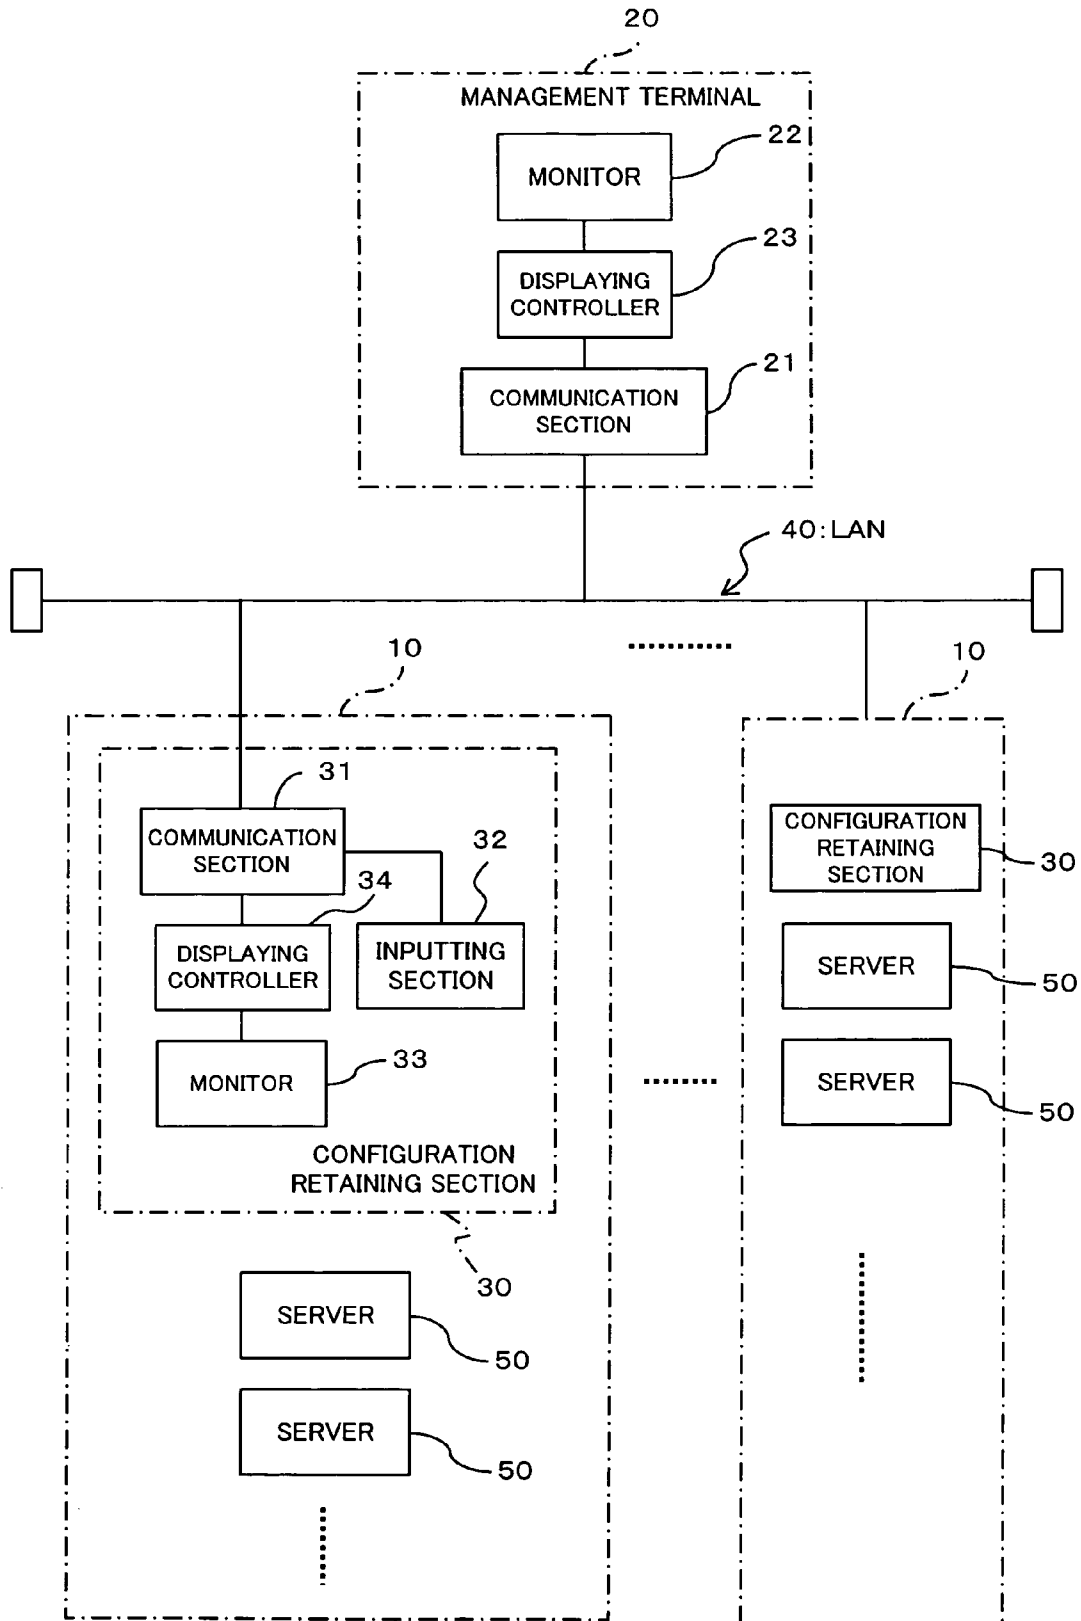 20
MANAGEMENT TERMINAL
22
MONITOR
23
DISPLAYING
CONTROLLER
21
COMMUNICATION
SECTION
40:LAN
10
10
31
COMMUNICATION
SECTION
32
34
INPUTTING
SECTION
DISPLAYING
CONTROLLER
33
MONITOR
CONFIGURATION
RETAINING SECTION
30
SERVER
50
SERVER
50
CONFIGURATION
RETAINING
SECTION
30
SERVER
50
SERVER
50